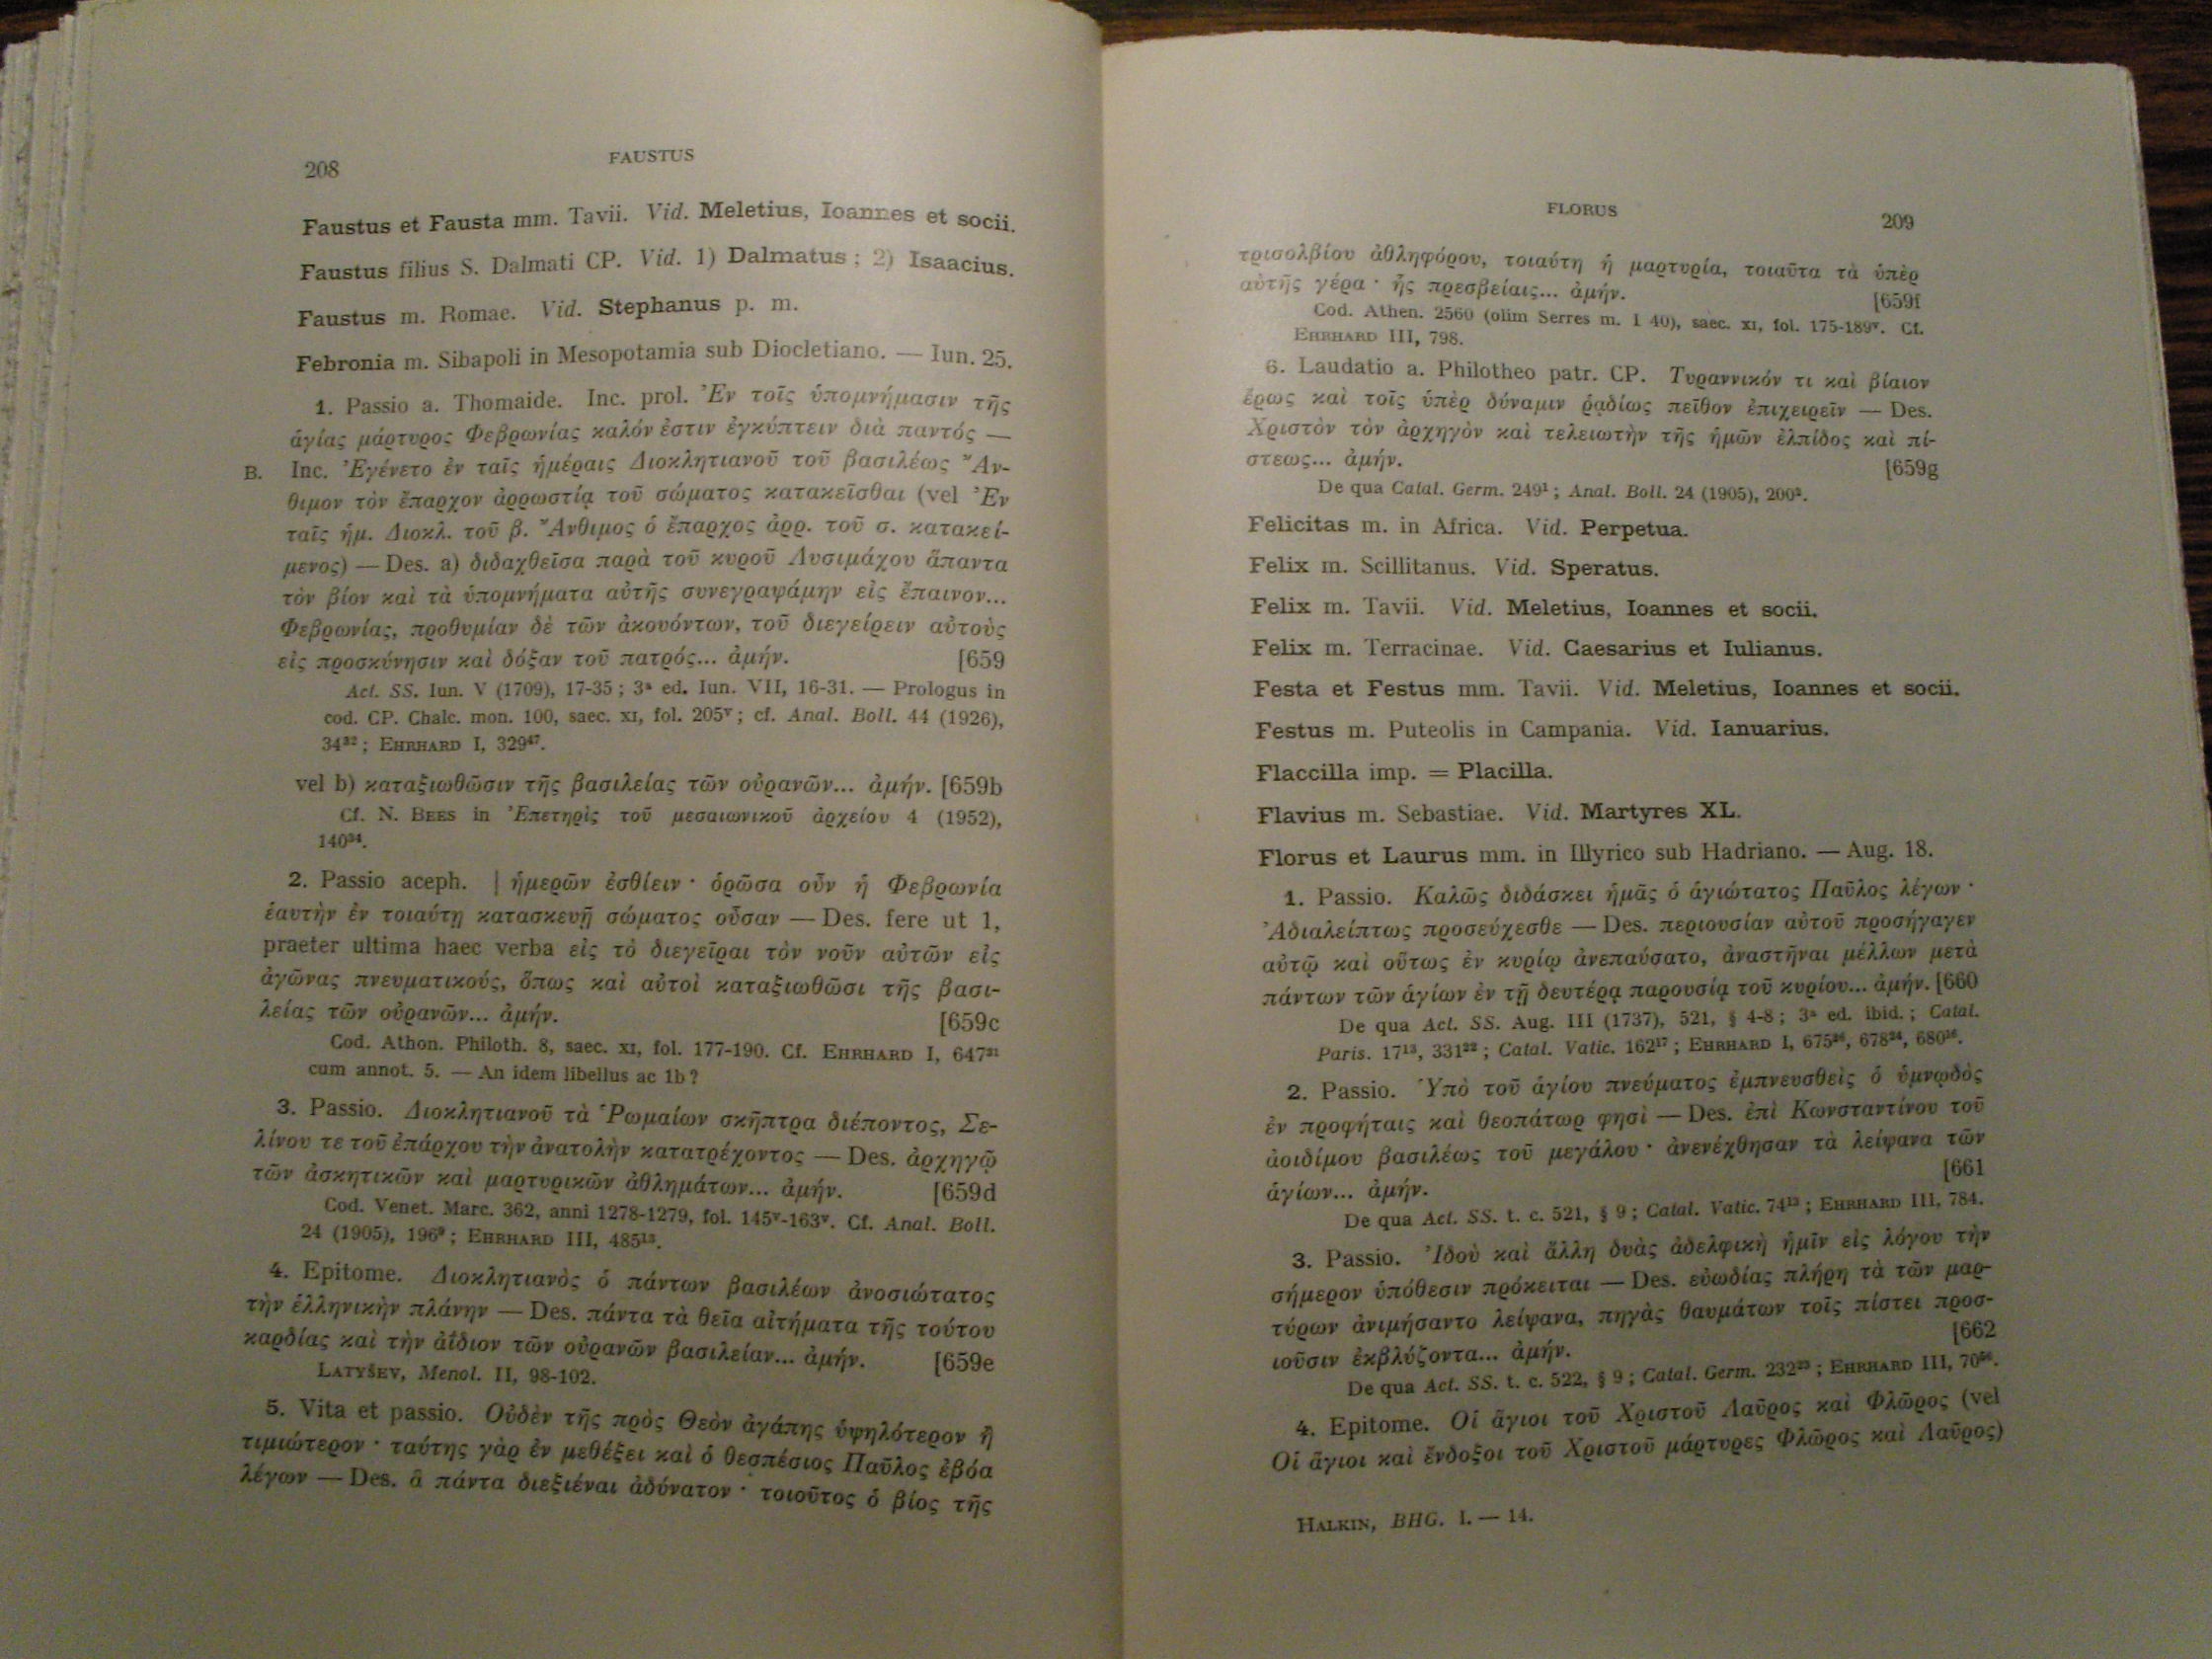 208
FAUSTUS
Faustus et Fausta mm. Tavii. Vid. Meletius, Ioannes et socii.
Faustus filius S. Dalmati CP. Vid. 1) Dalmatus ; 2) Isaacius.
Faustus m. Romae. Vid. Stephanus p. m.
Febronia m. Sibapoli in Mesopotamia sub Diocletiano. — Iun. 25.
1. Passio a. Thomaide. Inc. prol. Ἐν τοῖς ὑπομνήμασιν τῆς
ἁγίας μάρτυρος Φεβρωνίας καλόν ἐστιν ἐγκύπτειν διὰ παντός —
B. Inc. Ἐγένετο ἐν ταῖς ἡμέραις Διοκλητιανοῦ τοῦ βασιλέως Ἄν-
θιμον τὸν ἔπαρχον ἀρρωστίᾳ τοῦ σώματος κατακεῖσθαι (vel Ἐν
ταῖς ἡμ. Διοκλ. τοῦ β. Ἄνθιμος ὁ ἔπαρχος ἀρρ. τοῦ σ. κατακεί-
μενος) — Des. a) διδαχθεῖσα παρὰ τοῦ κυροῦ Λυσιμάχου ἅπαντα
τὸν βίον καὶ τὰ ὑπομνήματα αὐτῆς συνεγραψάμην εἰς ἔπαινον...
Φεβρωνίας, προθυμίαν δὲ τῶν ἀκουόντων, τοῦ διεγείρειν αὐτοὺς
εἰς προσκύνησιν καὶ δόξαν τοῦ πατρός... ἀμήν. [659
Act. SS. Iun. V (1709), 17-35 ; 3ᵃ ed. Iun. VII, 16-31. — Prologus in
cod. CP. Chalc. mon. 100, saec. XI, fol. 205ᵛ ; cf. Anal. Boll. 44 (1926),
34³² ; EHRHARD I, 329⁴⁷.
vel b) καταξιωθῶσιν τῆς βασιλείας τῶν οὐρανῶν... ἀμήν. [659b
Cf. N. BEES in Ἐπετηρὶς τοῦ μεσαιωνικοῦ ἀρχείου 4 (1952),
140³⁴.
2. Passio aceph. | ἡμερῶν ἐσθίειν · ὁρῶσα οὖν ἡ Φεβρωνία
ἑαυτὴν ἐν τοιαύτῃ κατασκευῇ σώματος οὖσαν — Des. fere ut 1,
praeter ultima haec verba εἰς τὸ διεγεῖραι τὸν νοῦν αὐτῶν εἰς
ἀγῶνας πνευματικούς, ὅπως καὶ αὐτοὶ καταξιωθῶσι τῆς βασι-
λείας τῶν οὐρανῶν... ἀμήν. [659c
Cod. Athon. Philoth. 8, saec. XI, fol. 177-190. Cf. EHRHARD I, 647³¹
cum annot. 5. — An idem libellus ac 1b ?
3. Passio. Διοκλητιανοῦ τὰ Ῥωμαίων σκῆπτρα διέποντος, Σε-
λίνου τε τοῦ ἐπάρχου τὴν ἀνατολὴν κατατρέχοντος — Des. ἀρχηγῷ
τῶν ἀσκητικῶν καὶ μαρτυρικῶν ἀθλημάτων... ἀμήν. [659d
Cod. Venet. Marc. 362, anni 1278-1279, fol. 145ᵛ-163ᵛ. Cf. Anal. Boll.
24 (1905), 196⁹ ; EHRHARD III, 485¹³.
4. Epitome. Διοκλητιανὸς ὁ πάντων βασιλέων ἀνοσιώτατος
τὴν ἑλληνικὴν πλάνην — Des. πάντα τὰ θεῖα αἰτήματα τῆς τούτου
καρδίας καὶ τὴν ἀΐδιον τῶν οὐρανῶν βασιλείαν... ἀμήν. [659e
LATYŠEV, Menol. II, 98-102.
5. Vita et passio. Οὐδὲν τῆς πρὸς Θεὸν ἀγάπης ὑψηλότερον ἢ
τιμιώτερον · ταύτης γὰρ ἐν μεθέξει καὶ ὁ θεσπέσιος Παῦλος ἐβόα
λέγων — Des. ἃ πάντα διεξιέναι ἀδύνατον · τοιοῦτος ὁ βίος τῆς
FLORUS
209
τρισολβίου ἀθληφόρου, τοιαύτη ἡ μαρτυρία, τοιαῦτα τὰ ὑπὲρ
αὐτῆς γέρα · ἧς πρεσβείαις... ἀμήν. [659f
Cod. Athen. 2560 (olim Serres m. I 40), saec. XI, fol. 175-189ᵛ. Cf.
EHRHARD III, 798.
6. Laudatio a. Philotheo patr. CP. Τυραννικόν τι καὶ βίαιον
ἔρως καὶ τοῖς ὑπὲρ δύναμιν ῥᾳδίως πεῖθον ἐπιχειρεῖν — Des.
Χριστὸν τὸν ἀρχηγὸν καὶ τελειωτὴν τῆς ἡμῶν ἐλπίδος καὶ πί-
στεως... ἀμήν. [659g
De qua Catal. Germ. 249¹ ; Anal. Boll. 24 (1905), 200².
Felicitas m. in Africa. Vid. Perpetua.
Felix m. Scillitanus. Vid. Speratus.
Felix m. Tavii. Vid. Meletius, Ioannes et socii.
Felix m. Terracinae. Vid. Caesarius et Iulianus.
Festa et Festus mm. Tavii. Vid. Meletius, Ioannes et socii.
Festus m. Puteolis in Campania. Vid. Ianuarius.
Flaccilla imp. = Placilla.
Flavius m. Sebastiae. Vid. Martyres XL.
Florus et Laurus mm. in Illyrico sub Hadriano. — Aug. 18.
1. Passio. Καλῶς διδάσκει ἡμᾶς ὁ ἁγιώτατος Παῦλος λέγων ·
Ἀδιαλείπτως προσεύχεσθε — Des. περιουσίαν αὐτοῦ προσήγαγεν
αὐτῷ καὶ οὕτως ἐν κυρίῳ ἀνεπαύσατο, ἀναστῆναι μέλλων μετὰ
πάντων τῶν ἁγίων ἐν τῇ δευτέρᾳ παρουσίᾳ τοῦ κυρίου... ἀμήν. [660
De qua Act. SS. Aug. III (1737), 521, § 4-8 ; 3ᵃ ed. ibid. ; Catal.
Paris. 17¹³, 331²² ; Catal. Vatic. 162¹⁷ ; EHRHARD I, 675²⁶, 678²⁴, 680²⁶.
2. Passio. Ὑπὸ τοῦ ἁγίου πνεύματος ἐμπνευσθεὶς ὁ ὑμνῳδὸς
ἐν προφήταις καὶ θεοπάτωρ φησὶ — Des. ἐπὶ Κωνσταντίνου τοῦ
ἀοιδίμου βασιλέως τοῦ μεγάλου · ἀνενέχθησαν τὰ λείψανα τῶν
ἁγίων... ἀμήν. [661
De qua Act. SS. t. c. 521, § 9 ; Catal. Vatic. 74¹³ ; EHRHARD III, 784.
3. Passio. Ἰδοὺ καὶ ἄλλη δυὰς ἀδελφικὴ ἡμῖν εἰς λόγου τὴν
σήμερον ὑπόθεσιν πρόκειται — Des. εὐωδίας πλήρη τὰ τῶν μαρ-
τύρων ἀνιμήσαντο λείψανα, πηγὰς θαυμάτων τοῖς πίστει προσ-
ιοῦσιν ἐκβλύζοντα... ἀμήν. [662
De qua Act. SS. t. c. 522, § 9 ; Catal. Germ. 232²³ ; EHRHARD III, 70
4. Epitome. Οἱ ἅγιοι τοῦ Χριστοῦ Λαῦρος καὶ Φλῶρος (vel
Οἱ ἅγιοι καὶ ἔνδοξοι τοῦ Χριστοῦ μάρτυρες Φλῶρος καὶ Λαῦρος)
HALKIN, BHG. I. — 14.